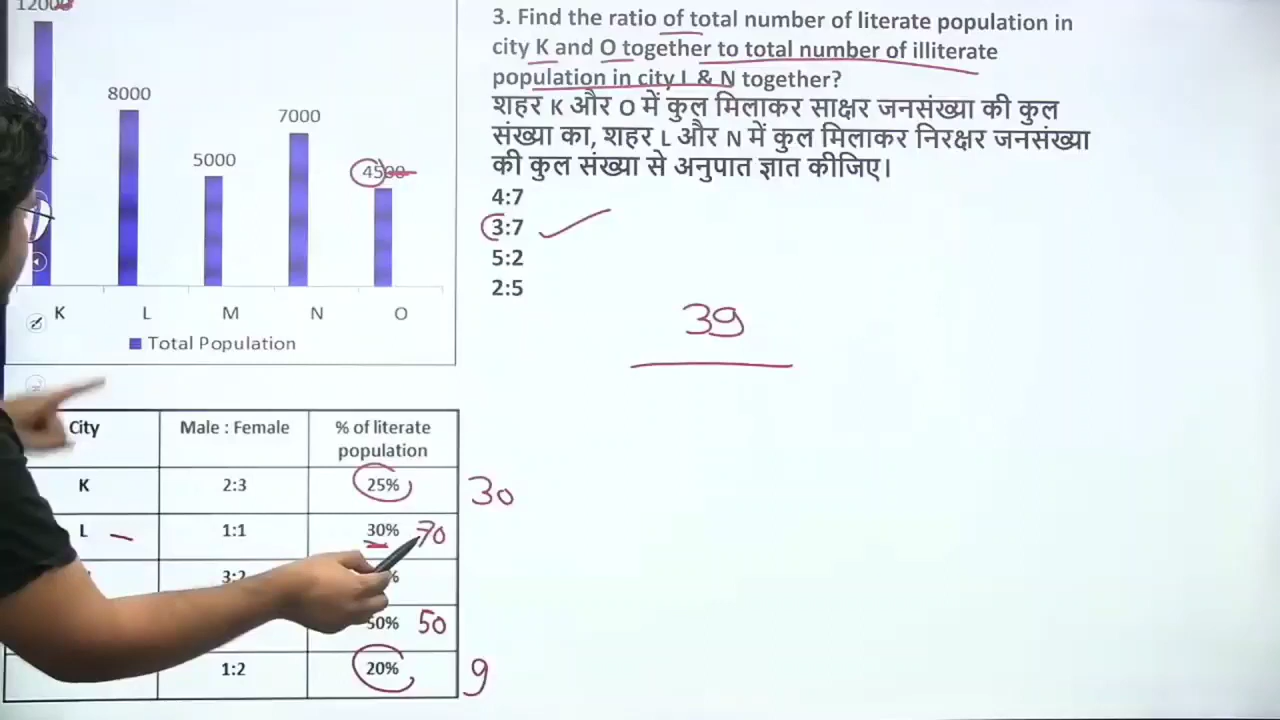 12000
8000
5000
7000
4500
K L M N O
Total Population
3. Find the ratio of total number of literate population in
city K and O together to total number of illiterate
population in city L & N together?
शहर K और O में कुल मिलाकर साक्षर जनसंख्या की कुल
संख्या का, शहर L और N में कुल मिलाकर निरक्षर जनसंख्या
की कुल संख्या से अनुपात ज्ञात कीजिए।
4:7
3:7
5:2
2:5
39
City Male : Female % of literate
population
K 2:3 25% 30
L 1:1 30% 70
3:2 %
50% 50
1:2 20% 9